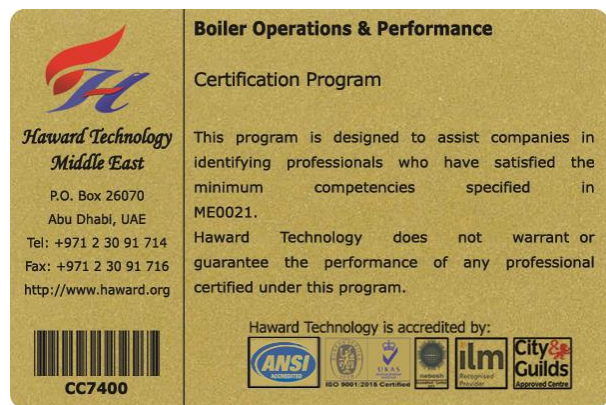 Haward Technology
Middle East
P.O. Box 26070
Abu Dhabi, UAE
Tel: +971 2 30 91 714
Fax: +971 2 30 91 716
http://www.haward.org
CC7400
Boiler Operations & Performance
Certification Program
This program is designed to assist companies in
identifying professionals who have satisfied the
minimum competencies specified in
ME0021.
Haward Technology does not warrant or
guarantee the performance of any professional
certified under this program.
Haward Technology is accredited by:
ANSI
ACCREDITED
UKAS
ISO 9001:2015 Certified
nebosh
ilm
Recognised
Provider
City&
Guilds
Approved Centre